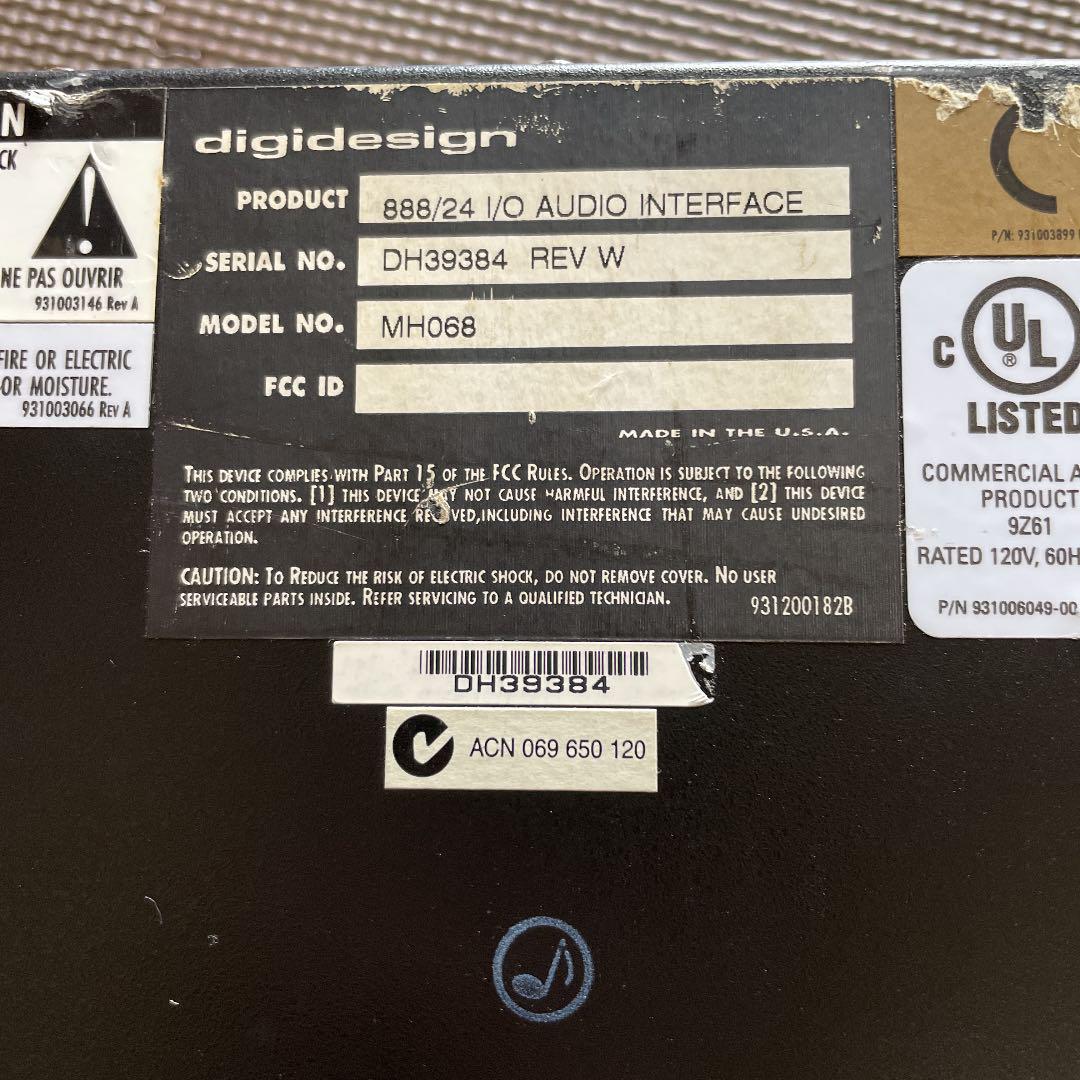 N
CK
NE PAS OUVRIR
931003146 Rev A
FIRE OR ELECTRIC
OR MOISTURE.
931003066 Rev A
digidesign
PRODUCT 888/24 I/O AUDIO INTERFACE
SERIAL NO. DH39384 REV W
MODEL NO. MH068
FCC ID
MADE IN THE U.S.A.
THIS DEVICE COMPLIES WITH PART 15 OF THE FCC RULES. OPERATION IS SUBJECT TO THE FOLLOWING
TWO CONDITIONS. [1] THIS DEVICE MAY NOT CAUSE HARMFUL INTERFERENCE, AND [2] THIS DEVICE
MUST ACCEPT ANY INTERFERENCE VED,INCLUDING INTERFERENCE THAT MAY CAUSE UNDESIRED
OPERATION.
CAUTION: TO REDUCE THE RISK OF ELECTRIC SHOCK, DO NOT REMOVE COVER. NO USER
SERVICEABLE PARTS INSIDE. REFER SERVICING TO A QUALIFIED TECHNICIAN.
931200182B
P/N: 931003899
C UL ®
LISTED
COMMERCIAL A
PRODUCT
9Z61
RATED 120V, 60H
P/N 931006049-00
DH39384
ACN 069 650 120